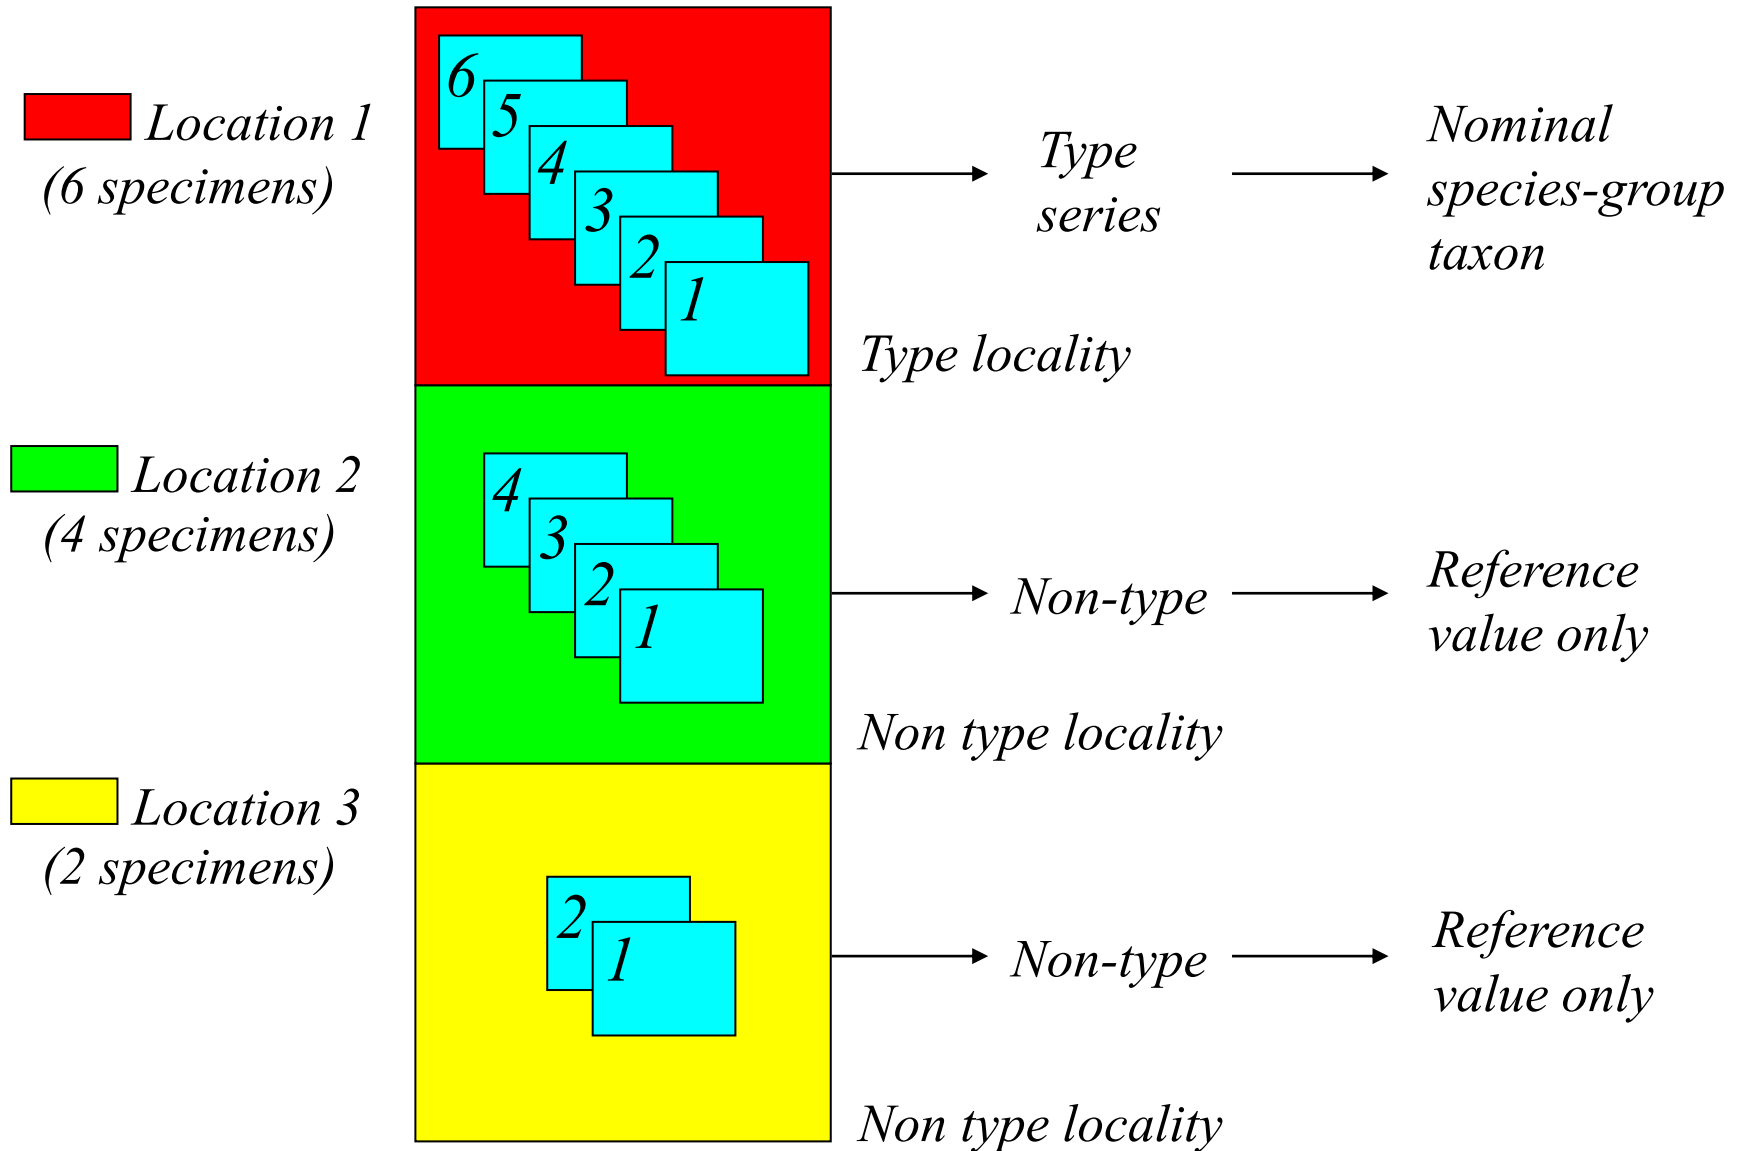 Location 1
(6 specimens)
6
5
4
3
2
1
Type
series
Nominal
species-group
taxon
Type locality
Location 2
(4 specimens)
4
3
2
1
Non-type
Reference
value only
Non type locality
Location 3
(2 specimens)
2
1
Non-type
Reference
value only
Non type locality